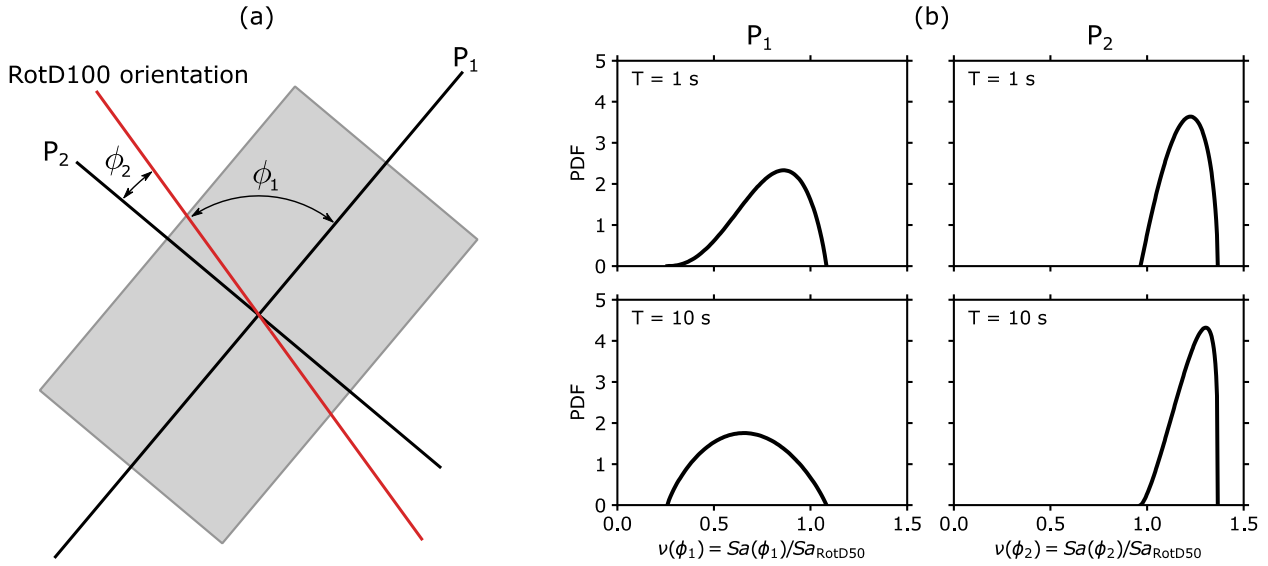 (a)
P1
RotD100 orientation
P2
ϕ2
ϕ1
(b)
P1
P2
5
4
3
2
1
0
PDF
T = 1 s
T = 1 s
5
4
3
2
1
0
PDF
T = 10 s
T = 10 s
0.0 0.5 1.0 1.5
0.0 0.5 1.0 1.5
ν(ϕ1) = Sa(ϕ1)/SaRotD50
ν(ϕ2) = Sa(ϕ2)/SaRotD50